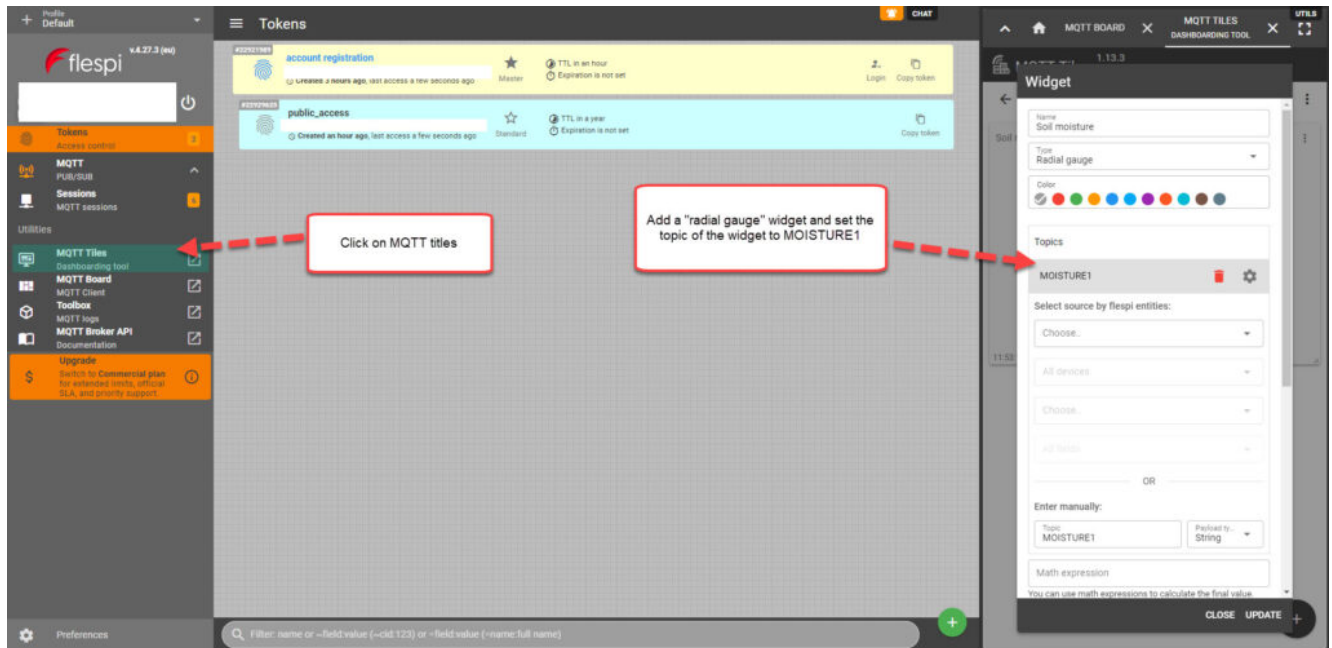 Profile
Default
flespi
v.4.27.3 (eu)
Tokens
Access control
3
MQTT
PUB/SUB
Sessions
MQTT sessions
6
Utilities
MQTT Tiles
Dashboarding tool
MQTT Board
MQTT Client
Toolbox
MQTT logs
MQTT Broker API
Documentation
Upgrade
Switch to Commercial plan
for extended limits, official
SLA, and priority support
Preferences
Tokens
CHAT
account registration
Created 3 hours ago, last access a few seconds ago
Master
TTL in an hour
Expiration is not set
Login
Copy token
public_access
Created an hour ago, last access a few seconds ago
Standard
TTL in a year
Expiration is not set
Copy token
Click on MQTT titles
Add a "radial gauge" widget and set the
topic of the widget to MOISTURE1
Filter: name or ~field:value (~cid:123) or =field:value (=name:full name)
MQTT BOARD
MQTT TILES
DASHBOARDING TOOL
UTILS
1.13.3
Widget
Name
Soil moisture
Type
Radial gauge
Color
Topics
MOISTURE1
Select source by flespi entities:
Choose..
All devices
Choose..
All fields
OR
Enter manually:
Topic
MOISTURE1
Payload ty..
String
Math expression
You can use math expressions to calculate the final value.
CLOSE
UPDATE